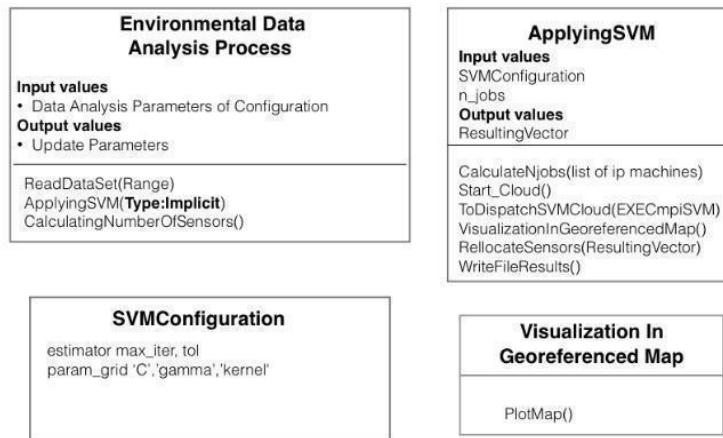 Environmental Data
Analysis Process
Input values
• Data Analysis Parameters of Configuration
Output values
• Update Parameters
ReadDataSet(Range)
ApplyingSVM(Type:Implicit)
CalculatingNumberOfSensors()
ApplyingSVM
Input values
SVMConfiguration
n_jobs
Output values
ResultingVector
CalculateNjobs(list of ip machines)
Start_Cloud()
ToDispatchSVMCloud(EXECmpiSVM)
VisualizationInGeoreferencedMap()
RellocateSensors(ResultingVector)
WriteFileResults()
SVMConfiguration
estimator max_iter, tol
param_grid 'C','gamma','kernel'
Visualization In
Georeferenced Map
PlotMap()